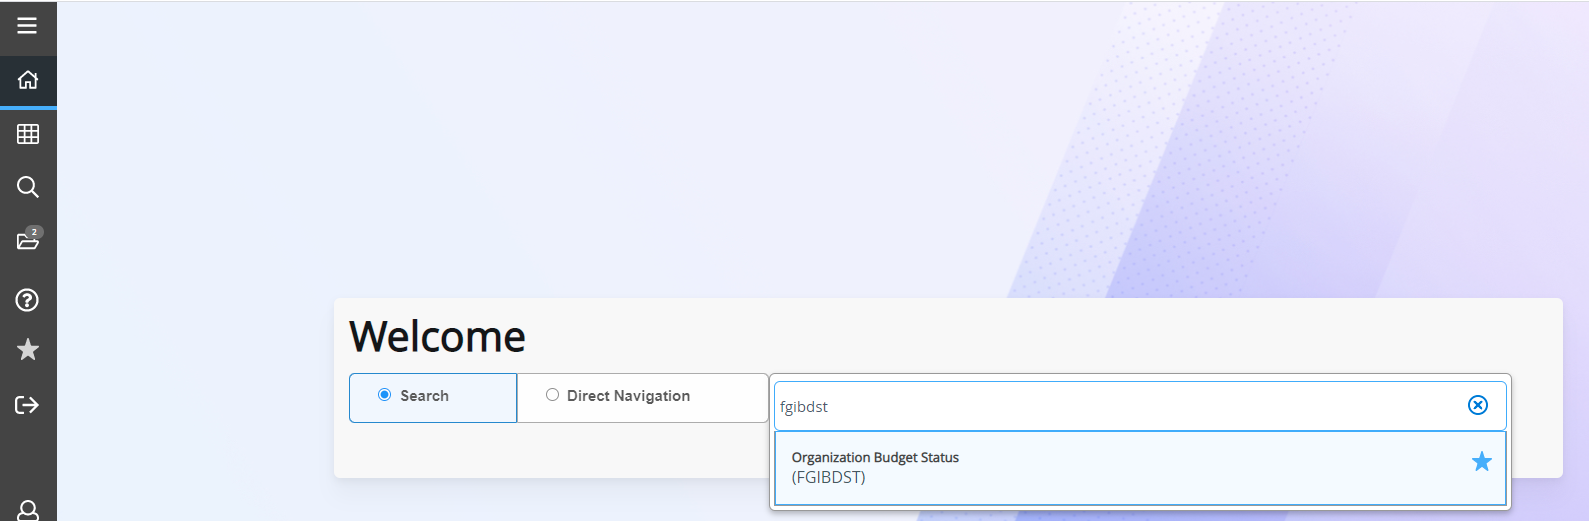 2
Welcome
Search
Direct Navigation
fgibdst
Organization Budget Status
(FGIBDST)